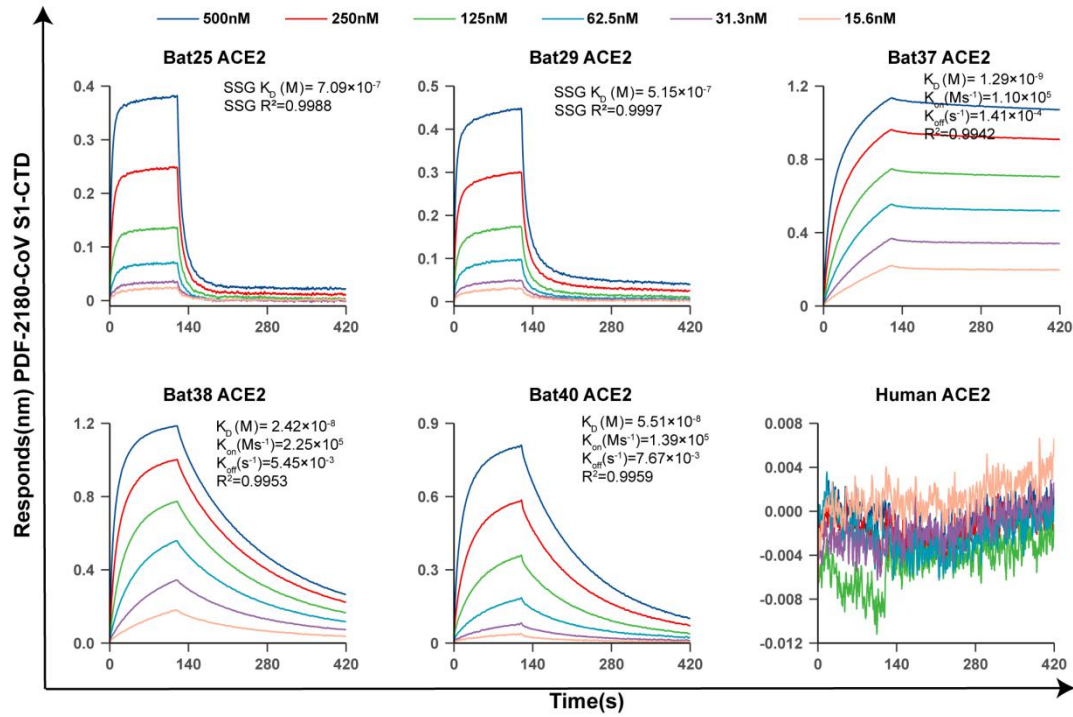 500nM 250nM 125nM 62.5nM 31.3nM 15.6nM
Responds(nm) PDF-2180-CoV S1-CTD
Bat25 ACE2
SSG K_D (M)= 7.09×10⁻⁷
SSG R²=0.9988
0.4
0.3
0.2
0.1
0
0 140 280 420
Bat29 ACE2
SSG K_D (M)= 5.15×10⁻⁷
SSG R²=0.9997
0.5
0.4
0.3
0.2
0.1
0
0 140 280 420
Bat37 ACE2
K_D (M)= 1.29×10⁻⁹
K_on(Ms⁻¹)=1.10×10⁵
K_off(s⁻¹)=1.41×10⁻⁴
R²=0.9942
1.2
0.8
0.4
0
0 140 280 420
Bat38 ACE2
K_D (M)= 2.42×10⁻⁸
K_on(Ms⁻¹)=2.25×10⁵
K_off(s⁻¹)=5.45×10⁻³
R²=0.9953
1.2
0.8
0.4
0.0
0 140 280 420
Bat40 ACE2
K_D (M)= 5.51×10⁻⁸
K_on(Ms⁻¹)=1.39×10⁵
K_off(s⁻¹)=7.67×10⁻³
R²=0.9959
0.9
0.6
0.3
0.0
0 140 280 420
Human ACE2
0.008
0.004
0.000
-0.004
-0.008
-0.012
0 140 280 420
Time(s)